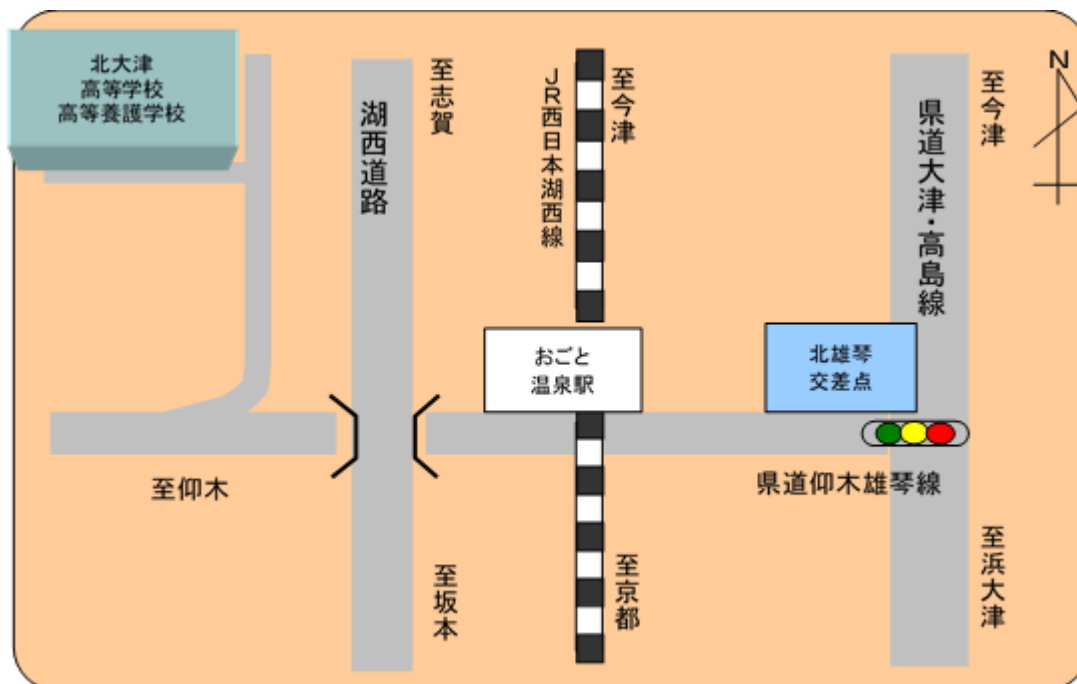 北大津
高等学校
高等養護学校
湖西道路
至志賀
JR西日本湖西線
至今津
県道大津・高島線
至今津
N
おごと
温泉駅
北雄琴
交差点
至仰木
県道仰木雄琴線
至坂本
至京都
至浜大津